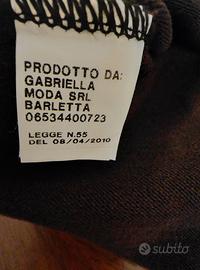 PRODOTTO DA:
GABRIELLA
MODA SRL
BARLETTA
06534400723
LEGGE N.55
DEL 08/04/2010
subito